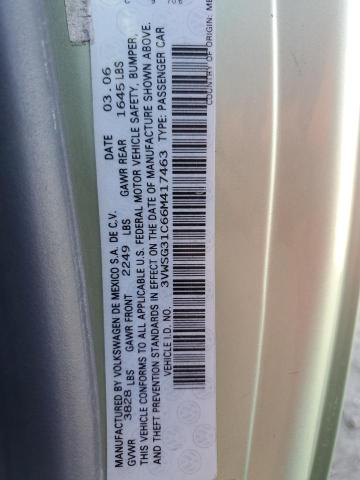 MANUFACTURED BY VOLKSWAGEN DE MEXICO S.A. DE C.V. DATE 03.06
GVWR 3828 LBS GAWR FRONT 2249 LBS GAWR REAR 1645 LBS
THIS VEHICLE CONFORMS TO ALL APPLICABLE U.S. FEDERAL MOTOR VEHICLE SAFETY, BUMPER,
AND THEFT PREVENTION STANDARDS IN EFFECT ON THE DATE OF MANUFACTURE SHOWN ABOVE.
VEHICLE I.D. NO. 3VWSG31C66M417463 TYPE: PASSENGER CAR
COUNTRY OF ORIGIN: ME